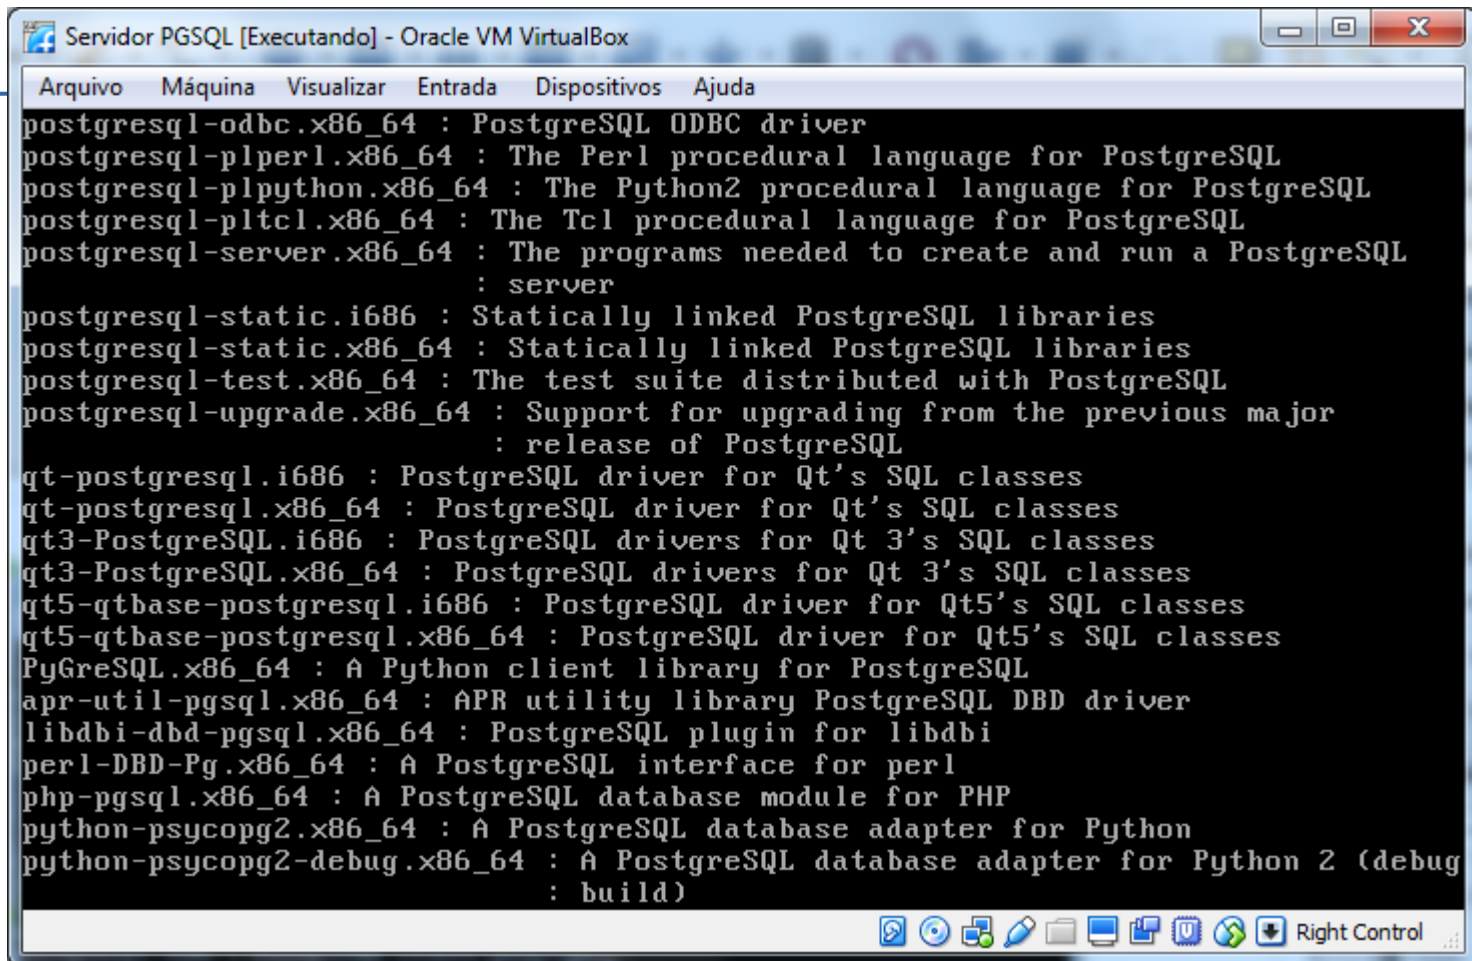 Servidor PGSQL [Executando] - Oracle VM VirtualBox
Arquivo Máquina Visualizar Entrada Dispositivos Ajuda
postgresql-odbc.x86_64 : PostgreSQL ODBC driver
postgresql-plperl.x86_64 : The Perl procedural language for PostgreSQL
postgresql-plpython.x86_64 : The Python2 procedural language for PostgreSQL
postgresql-pltcl.x86_64 : The Tcl procedural language for PostgreSQL
postgresql-server.x86_64 : The programs needed to create and run a PostgreSQL
: server
postgresql-static.i686 : Statically linked PostgreSQL libraries
postgresql-static.x86_64 : Statically linked PostgreSQL libraries
postgresql-test.x86_64 : The test suite distributed with PostgreSQL
postgresql-upgrade.x86_64 : Support for upgrading from the previous major
: release of PostgreSQL
qt-postgresql.i686 : PostgreSQL driver for Qt's SQL classes
qt-postgresql.x86_64 : PostgreSQL driver for Qt's SQL classes
qt3-PostgreSQL.i686 : PostgreSQL drivers for Qt 3's SQL classes
qt3-PostgreSQL.x86_64 : PostgreSQL drivers for Qt 3's SQL classes
qt5-qtbase-postgresql.i686 : PostgreSQL driver for Qt5's SQL classes
qt5-qtbase-postgresql.x86_64 : PostgreSQL driver for Qt5's SQL classes
PyGreSQL.x86_64 : A Python client library for PostgreSQL
apr-util-pgsql.x86_64 : APR utility library PostgreSQL DBD driver
libdbi-dbd-pgsql.x86_64 : PostgreSQL plugin for libdbi
perl-DBD-Pg.x86_64 : A PostgreSQL interface for perl
php-pgsql.x86_64 : A PostgreSQL database module for PHP
python-psycopg2.x86_64 : A PostgreSQL database adapter for Python
python-psycopg2-debug.x86_64 : A PostgreSQL database adapter for Python 2 (debug
: build)
Right Control